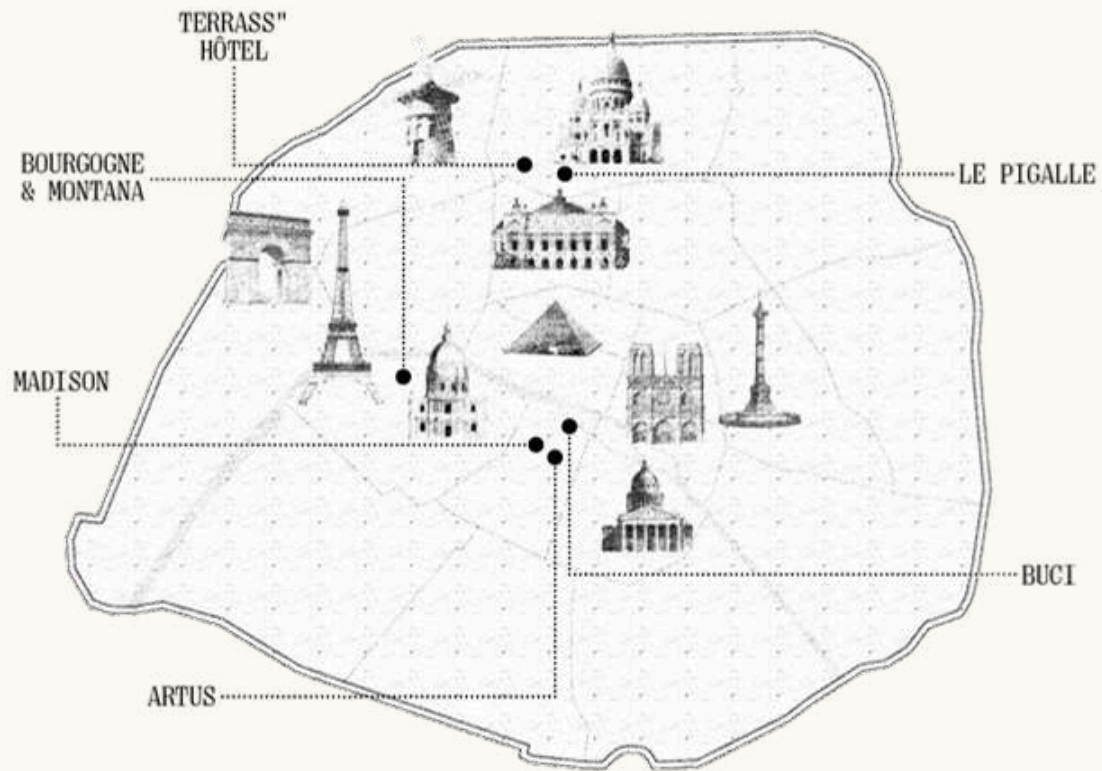 TERRASS"
HÔTEL
BOURGOGNE
& MONTANA
LE PIGALLE
MADISON
BUCI
ARTUS